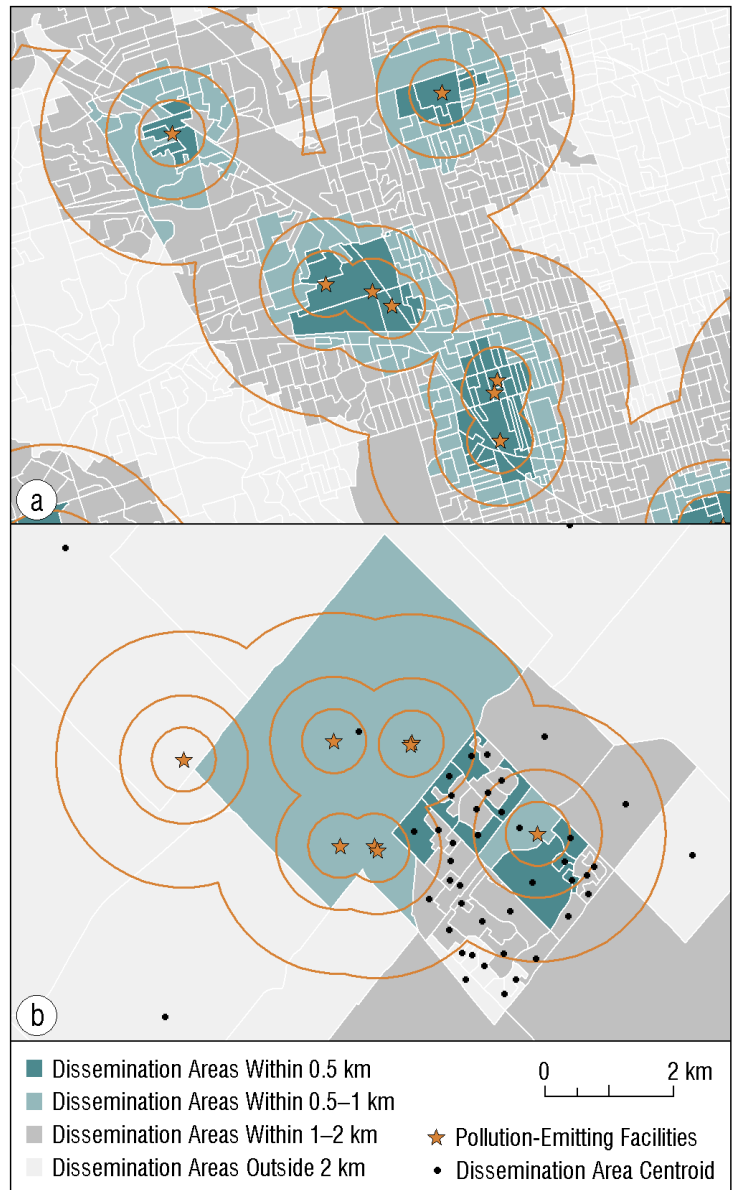 a
b
Dissemination Areas Within 0.5 km
Dissemination Areas 0.5–1 km
Dissemination Areas Within 1–2 km
Dissemination Areas Outside 2 km
0 2 km
Pollution-Emitting Facilities
Dissemination Area Centroid